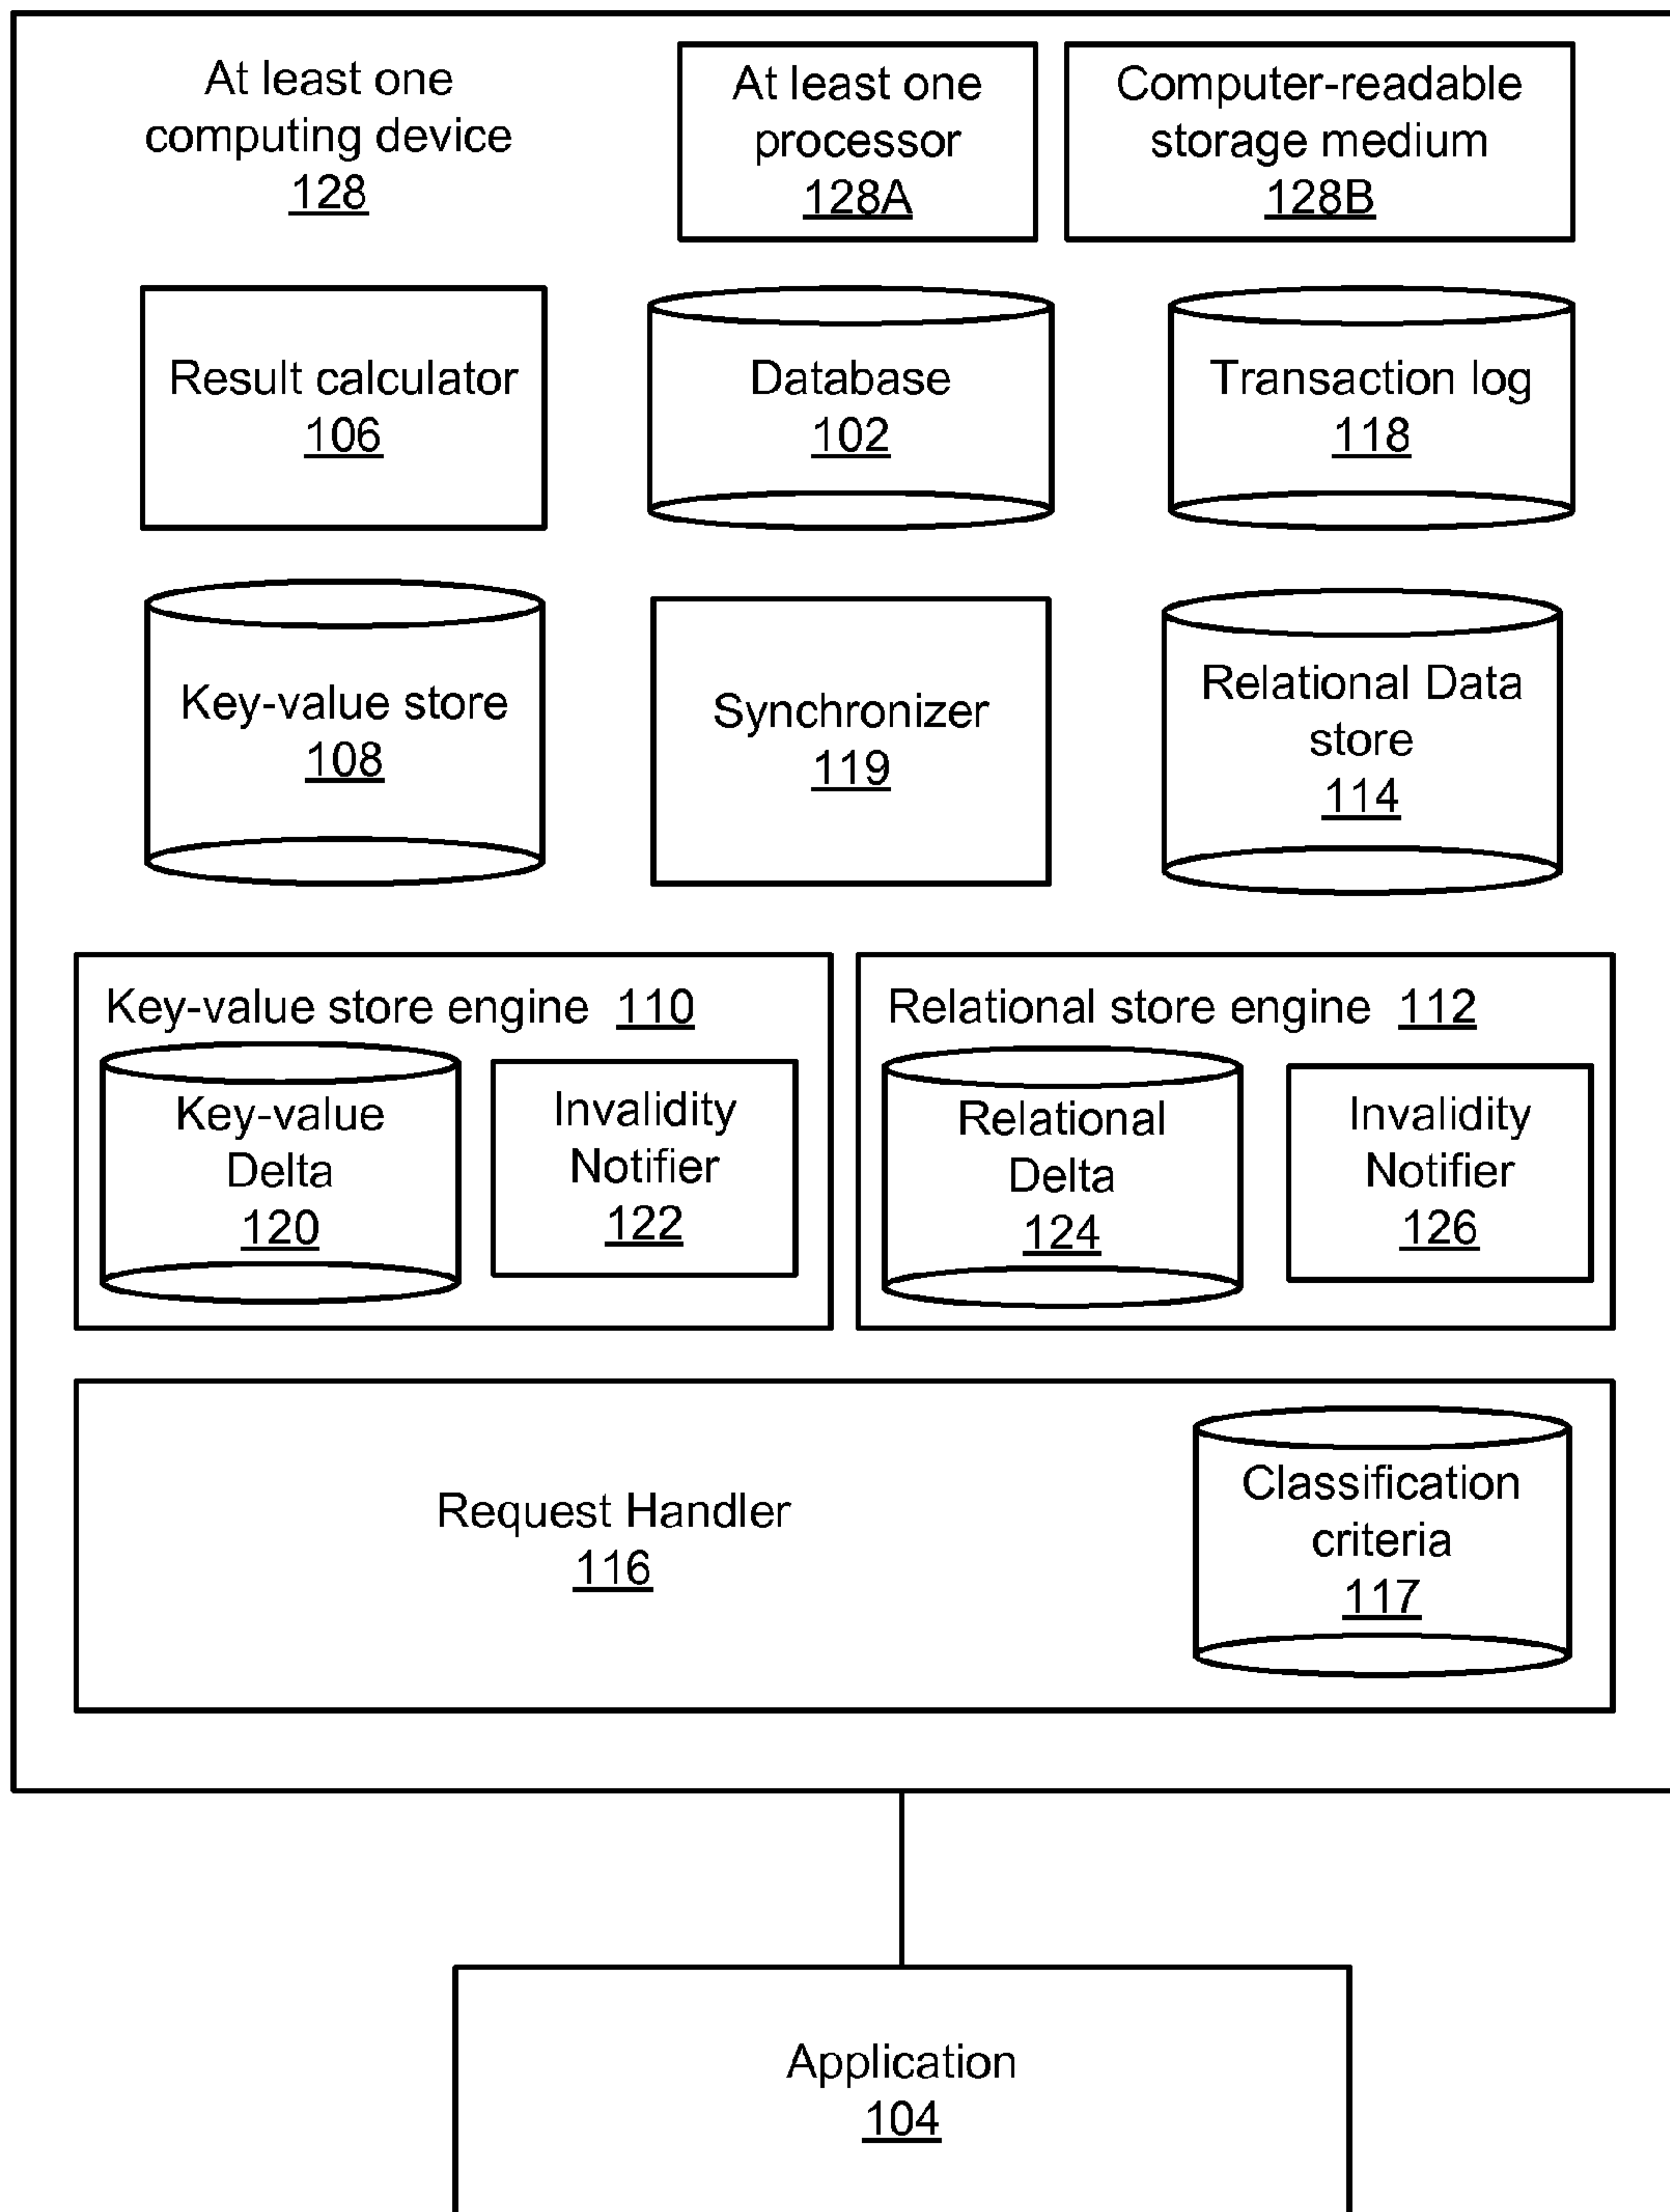 At least one
computing device
128
At least one
processor
128A
Computer-readable
storage medium
128B
Result calculator
106
Database
102
Transaction log
118
Key-value store
108
Synchronizer
119
Relational Data
store
114
Key-value store engine 110
Key-value
Delta
120
Invalidity
Notifier
122
Relational store engine 112
Relational
Delta
124
Invalidity
Notifier
126
Request Handler
116
Classification
criteria
117
Application
104